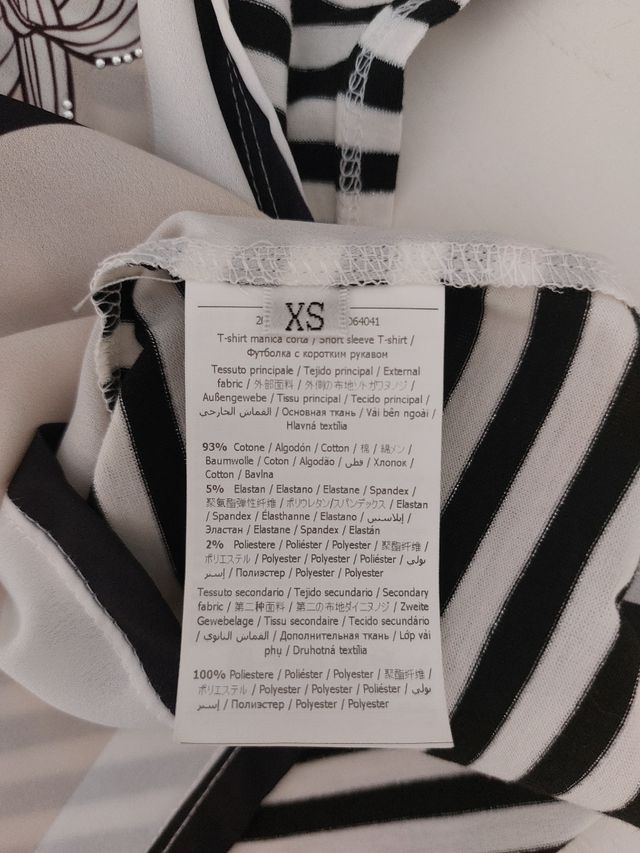 XS
20 064041
T-shirt manica corta / Short sleeve T-shirt /
Футболка с коротким рукавом
Tessuto principale / Tejido principal / External
fabric / 外部面料 / 外側の布地ソトガワヌノジ /
Außengewebe / Tissu principal / Tecido principal /
القماش الخارجي / Основная ткань / Vải bên ngoài /
Hlavná textília
93% Cotone / Algodón / Cotton / 棉 / 綿メン /
Baumwolle / Coton / Algodão / قطن / Хлопок /
Cotton / Bavlna
5% Elastan / Elastano / Elastane / Spandex /
聚氨酯弹性纤维 / ポリウレタン/スパンデックス / Elastan
/ Spandex / Élasthanne / Elastano / إيلاستين /
Эластан / Elastane / Spandex / Elastán
2% Poliestere / Poliéster / Polyester / 聚酯纤维 /
ポリエステル / Polyester / Polyester / Poliéster / بولي
إستر / Полиэстер / Polyester / Polyester
Tessuto secondario / Tejido secundario / Secondary
fabric / 第二种面料 / 第二の布地ダイニヌノジ / Zweite
Gewebelage / Tissu secondaire / Tecido secundário
/ القماش الثانوي / Дополнительная ткань / Lớp vải
phụ / Druhotná textília
100% Poliestere / Poliéster / Polyester / 聚酯纤维 /
ポリエステル / Polyester / Polyester / Poliéster / بولي
إستر / Полиэстер / Polyester / Polyester